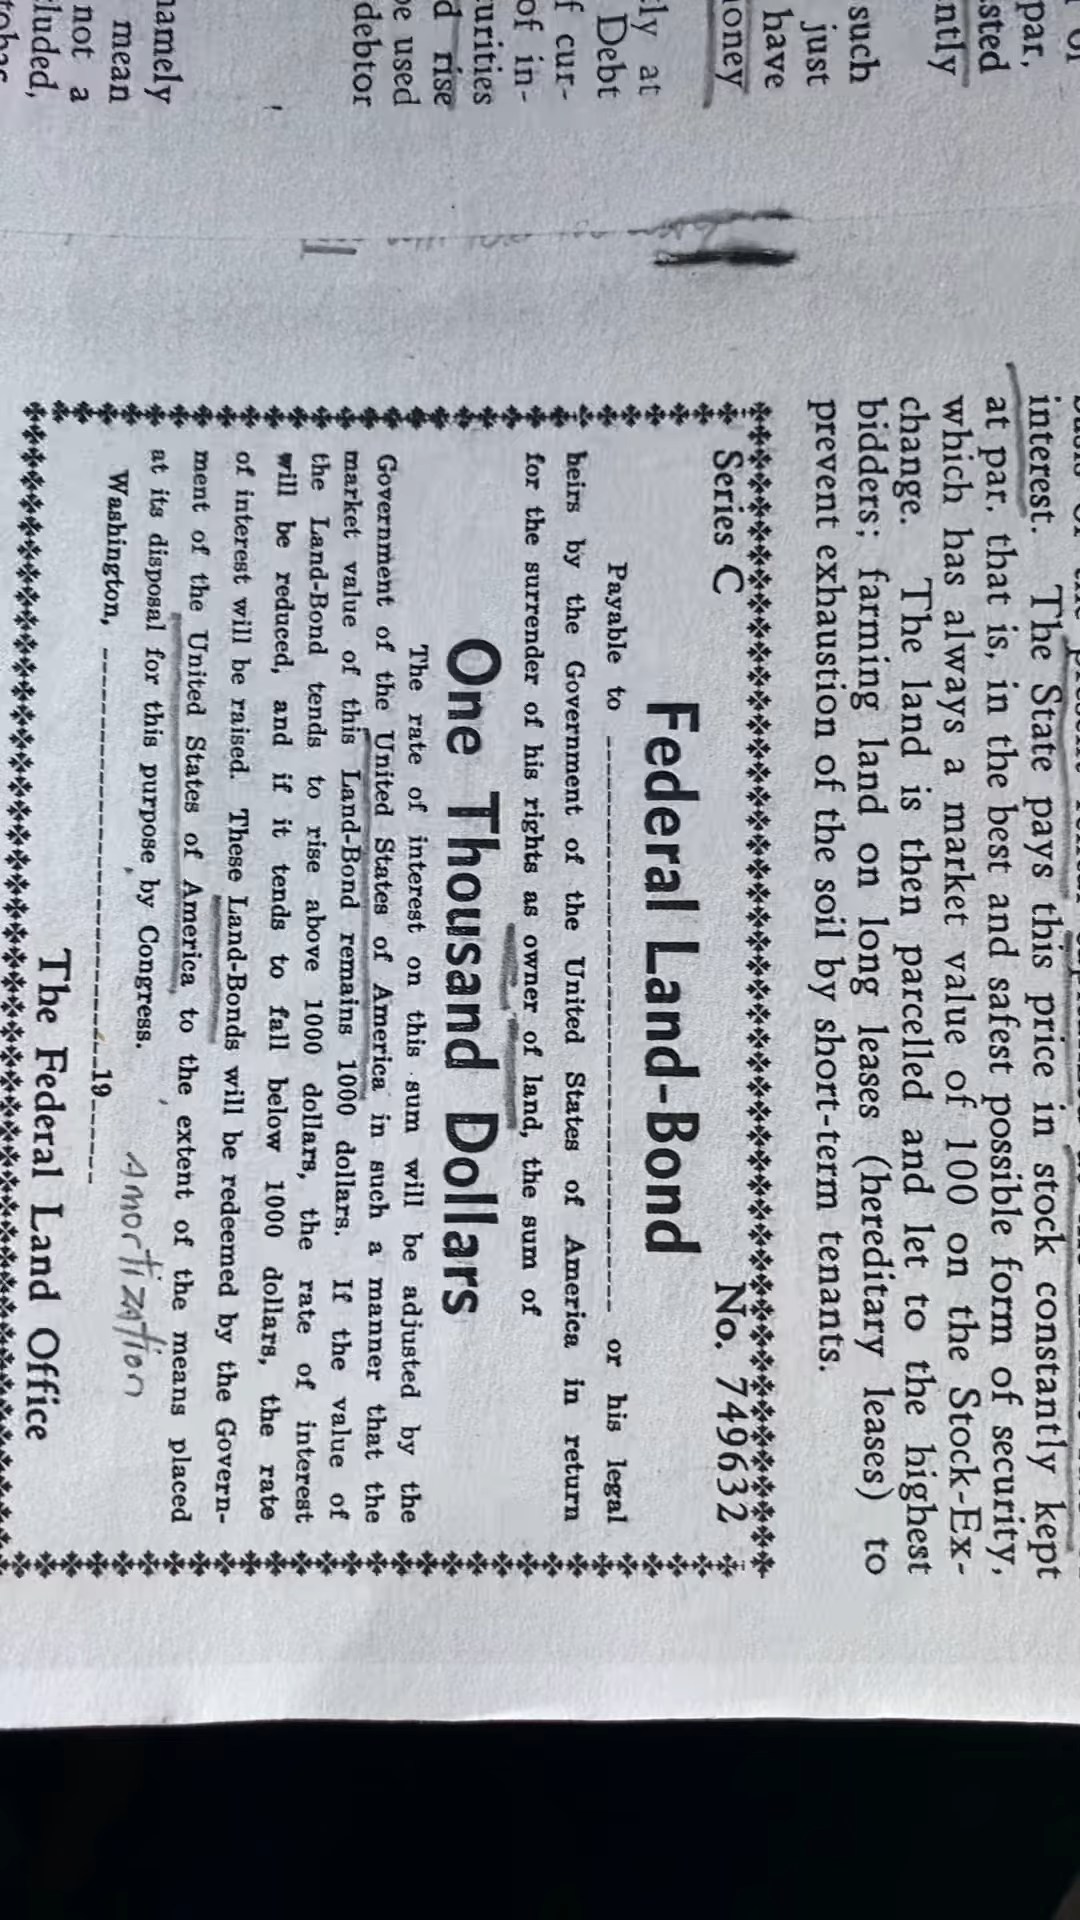 interest. The State pays this price in stock constantly kept
at par, that is, in the best and safest possible form of security,
which has always a market value of 100 on the Stock-Ex-
change. The land is then parcelled and let to the highest
bidders; farming land on long leases (hereditary leases) to
prevent exhaustion of the soil by short-term tenants.
Series C No. 749632
Federal Land-Bond
Payable to or his legal
heirs by the Government of the United States of America in return
for the surrender of his rights as owner of land, the sum of
One Thousand Dollars
The rate of interest on this sum will be adjusted by the
Government of the United States of America in such a manner that the
market value of this Land-Bond remains 1000 dollars. If the value of
the Land-Bond tends to rise above 1000 dollars, the rate of interest
will be reduced, and if it tends to fall below 1000 dollars, the rate
of interest will be raised. These Land-Bonds will be redeemed by the Govern-
ment of the United States of America to the extent of the means placed
at its disposal for this purpose by Congress.
Amortization
Washington, 19
The Federal Land Office
par,
sted
ntly
such
just
have
oney
ly at
Debt
f cur-
of in-
urities
d rise
be used
debtor
namely
mean
not a
cluded,